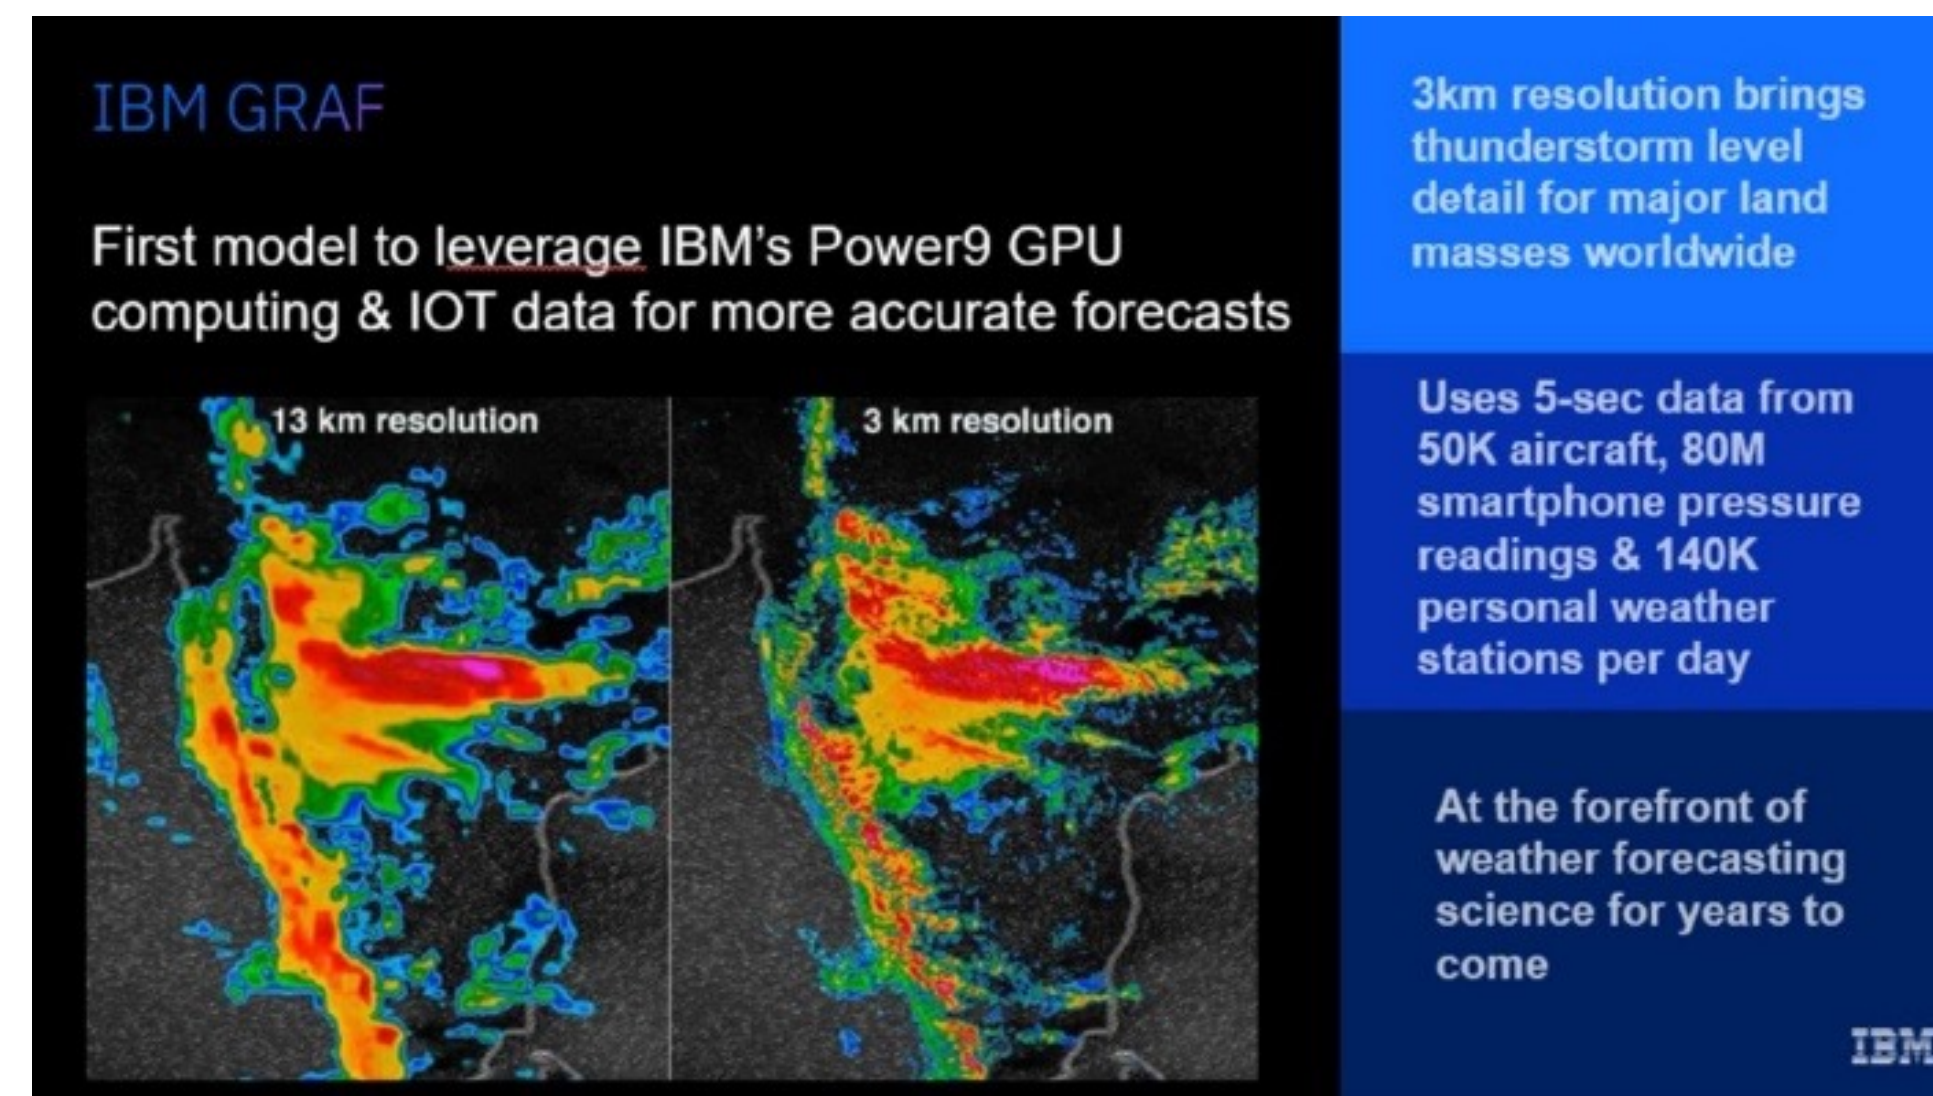 IBM GRAF
First model to leverage IBM's Power9 GPU
computing & IOT data for more accurate forecasts
13 km resolution
3 km resolution
3km resolution brings
thunderstorm level
detail for major land
masses worldwide
Uses 5-sec data from
50K aircraft, 80M
smartphone pressure
readings & 140K
personal weather
stations per day
At the forefront of
weather forecasting
science for years to
come
IBM